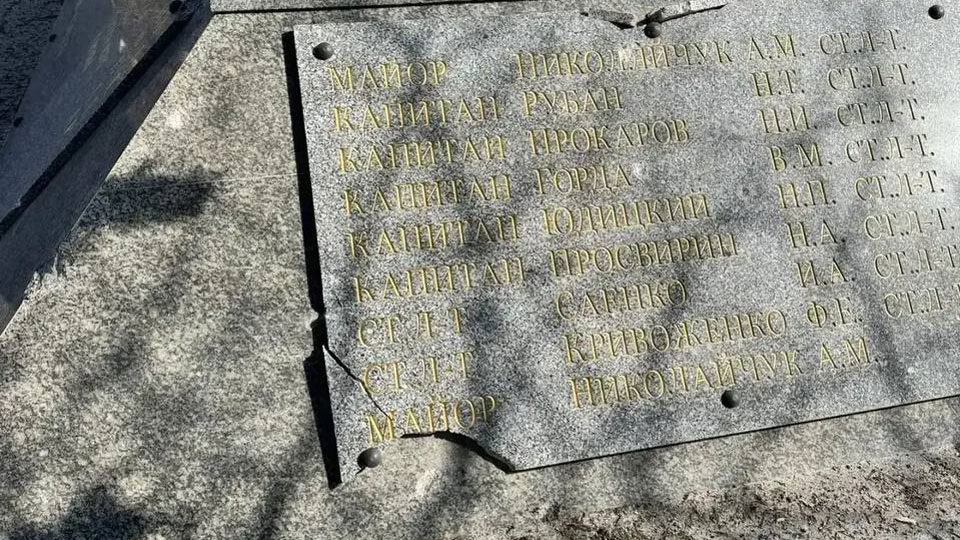 МАЙОР НИКОЛАЙЧУК А.М. СТ.Л-Т.
КАПИТАН РУБАН Н.Т. СТ.Л-Т.
КАПИТАН ПРОКАРОВ Н.И. СТ.Л-Т.
КАПИТАН ГОРДА В.М. СТ.Л-Т.
КАПИТАН ЮДИЦКИЙ Н.П. СТ.Л-Т.
КАПИТАН ПРОСВИРИН Н.А. СТ.Л-Т.
СТ.Л-Т САЕНКО И.А. СТ.Л-Т
СТ.Л-Т КРИВОЖЕНКО Ф.Е. СТ.Л-Т
МАЙОР НИКОЛАЙЧУК А.М.